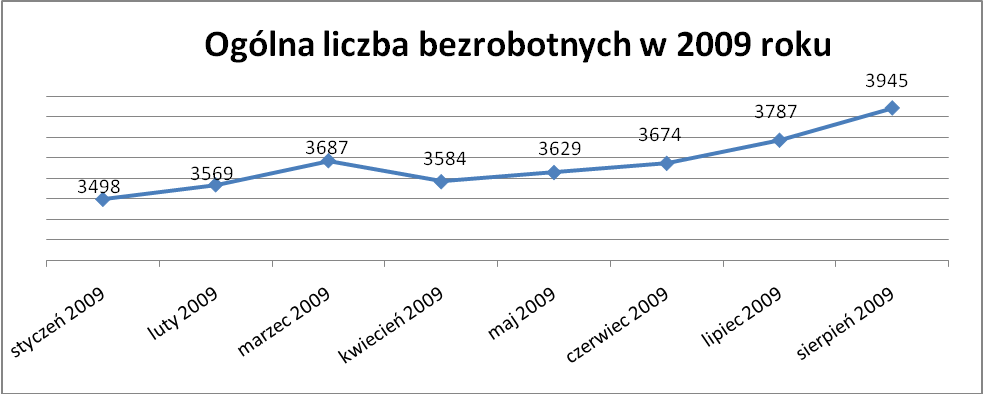 Ogólna liczba bezrobotnych w 2009 roku
3498
3569
3687
3584
3629
3674
3787
3945
styczeń 2009
luty 2009
marzec 2009
kwiecień 2009
maj 2009
czerwiec 2009
lipiec 2009
sierpień 2009